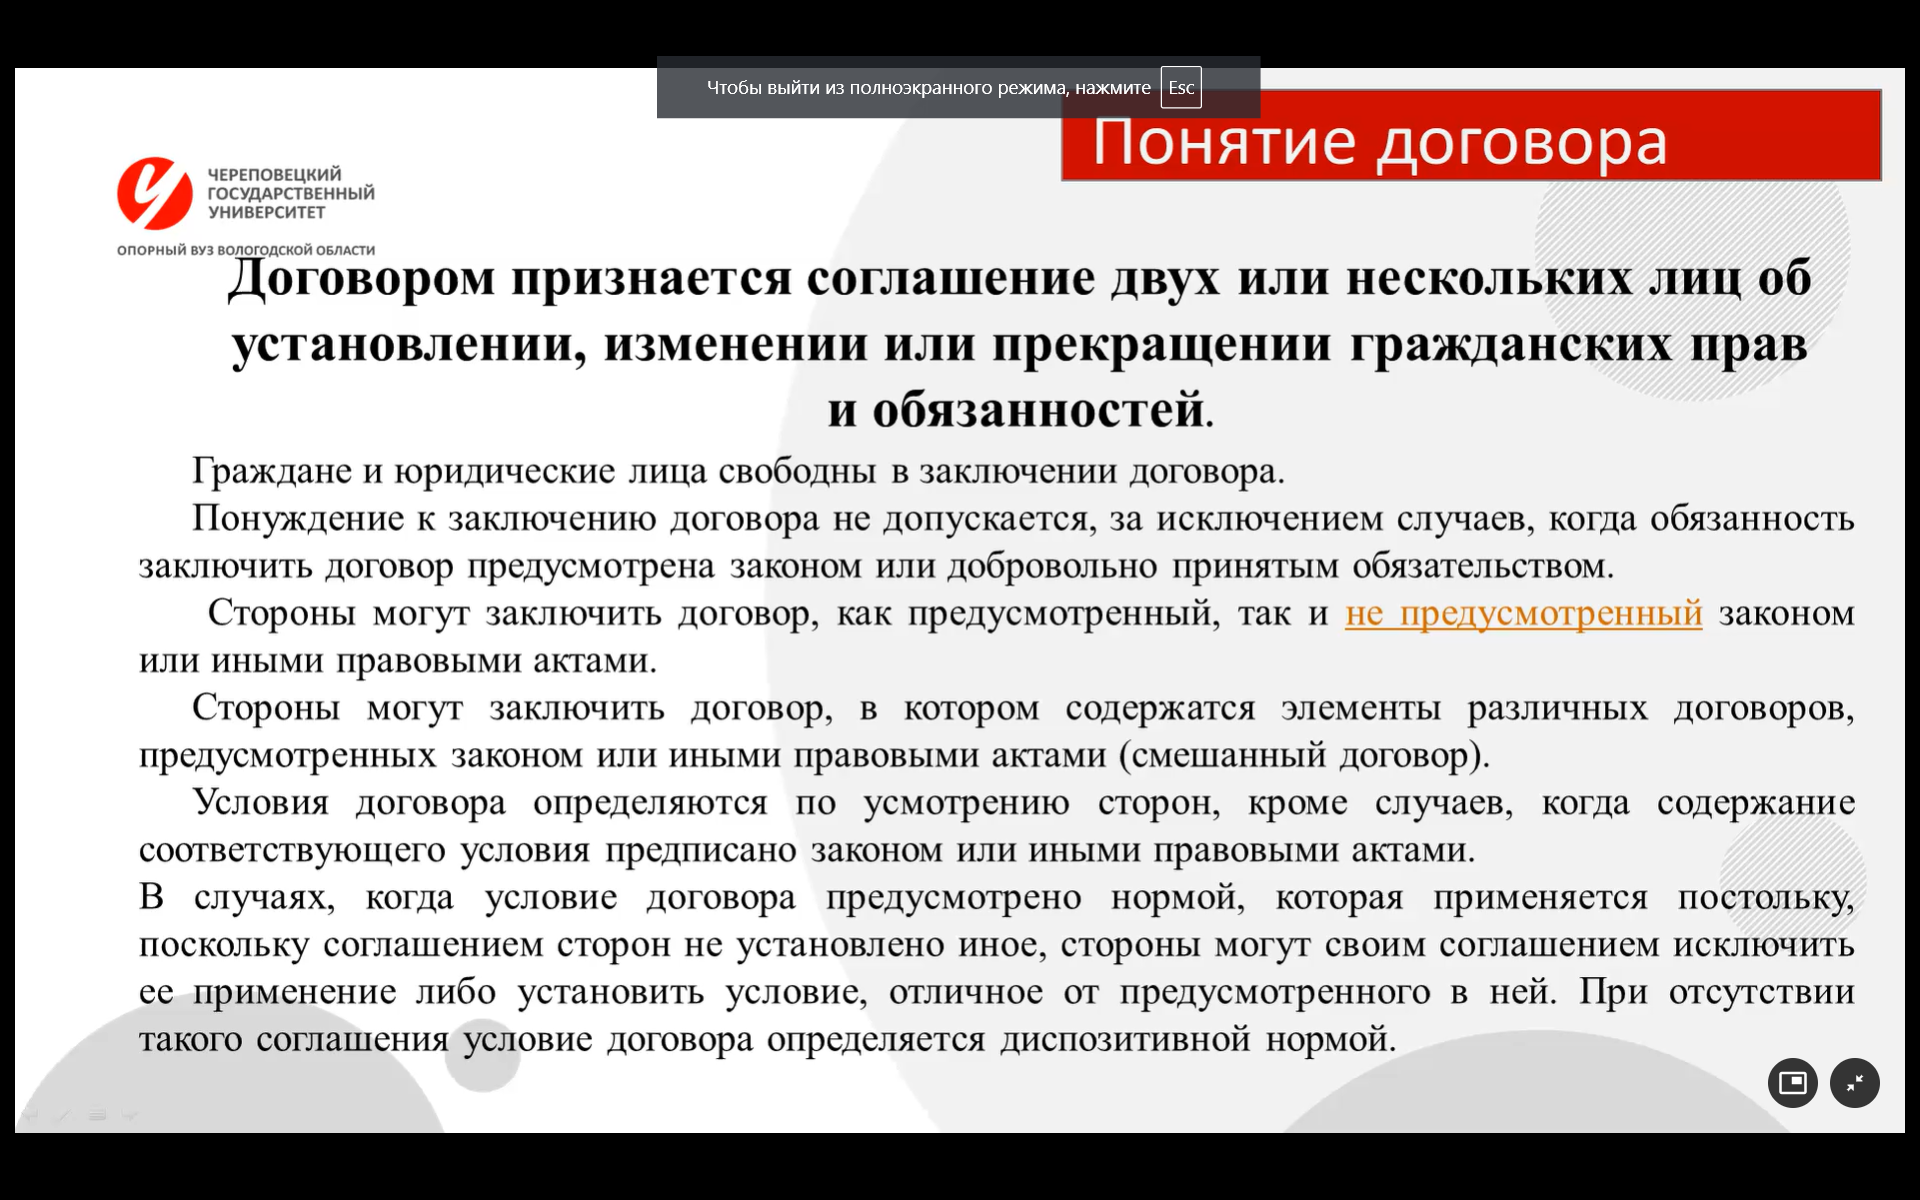 Чтобы выйти из полноэкранного режима, нажмите Esc
Понятие договора
ЧЕРЕПОВЕЦКИЙ
ГОСУДАРСТВЕННЫЙ
УНИВЕРСИТЕТ
ОПОРНЫЙ ВУЗ ВОЛОГОДСКОЙ ОБЛАСТИ
Договором признается соглашение двух или нескольких лиц об
установлении, изменении или прекращении гражданских прав
и обязанностей.
Граждане и юридические лица свободны в заключении договора.
Понуждение к заключению договора не допускается, за исключением случаев, когда обязанность
заключить договор предусмотрена законом или добровольно принятым обязательством.
Стороны могут заключить договор, как предусмотренный, так и не предусмотренный законом
или иными правовыми актами.
Стороны могут заключить договор, в котором содержатся элементы различных договоров,
предусмотренных законом или иными правовыми актами (смешанный договор).
Условия договора определяются по усмотрению сторон, кроме случаев, когда содержание
соответствующего условия предписано законом или иными правовыми актами.
В случаях, когда условие договора предусмотрено нормой, которая применяется постольку,
поскольку соглашением сторон не установлено иное, стороны могут своим соглашением исключить
ее применение либо установить условие, отличное от предусмотренного в ней. При отсутствии
такого соглашения условие договора определяется диспозитивной нормой.